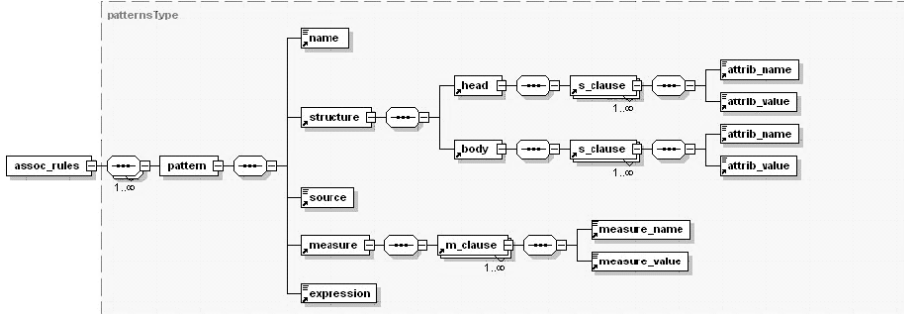 patternsType
name
head
s_clause
attrib_name
1..∞
attrib_value
structure
body
s_clause
attrib_name
1..∞
attrib_value
assoc_rules
1..∞
pattern
source
measure
m_clause
1..∞
measure_name
measure_value
expression